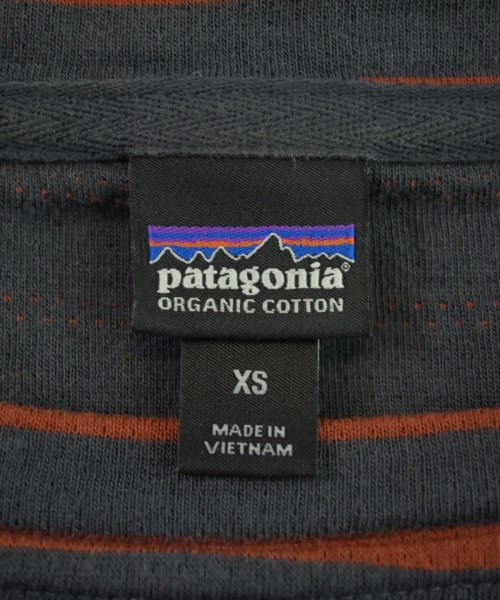 patagonia®
ORGANIC COTTON
XS
MADE IN
VIETNAM